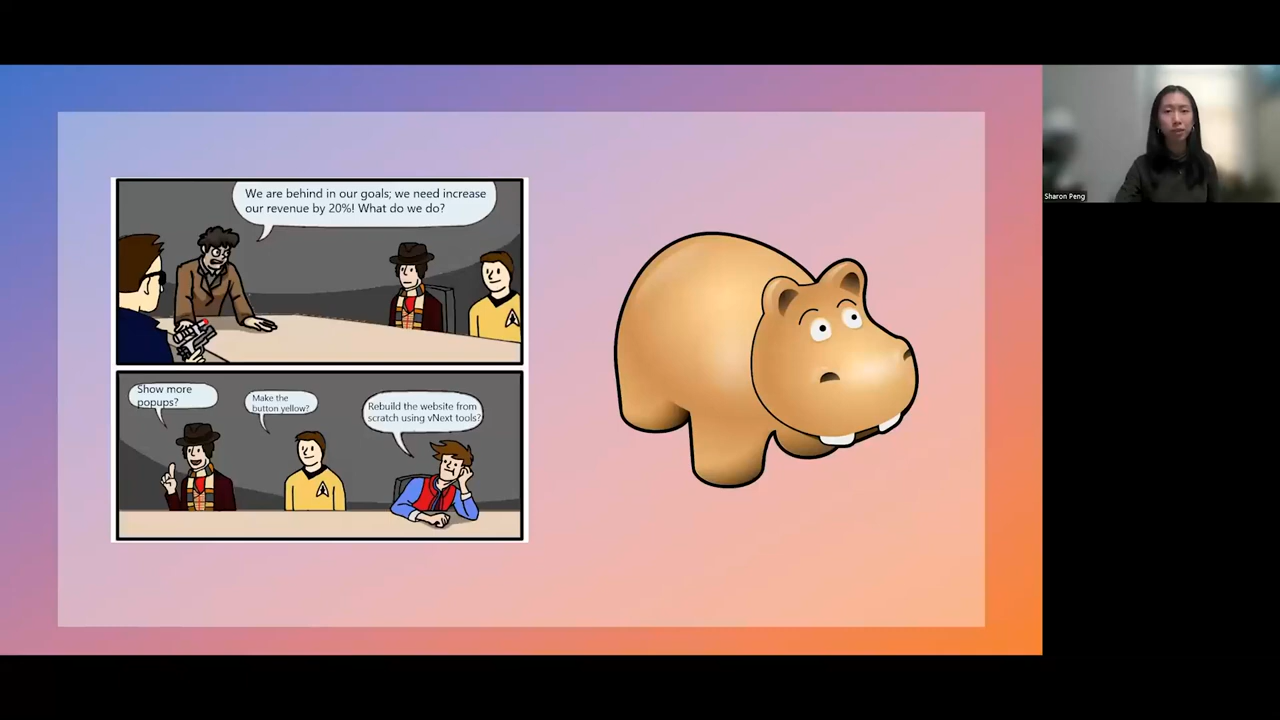 We are behind in our goals; we need increase
our revenue by 20%! What do we do?
Show more
popups?
Make the
button yellow?
Rebuild the website from
scratch using vNext tools?
Sharon Peng